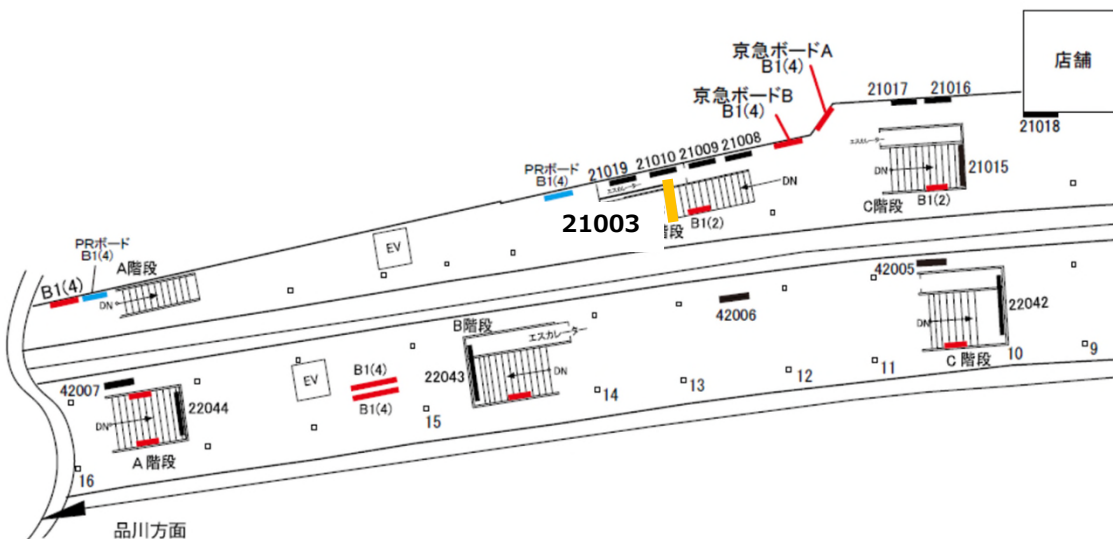 京急ボードA
B1(4)
店舗
京急ボードB
B1(4)
21017
21016
21018
エスカレーター
DN
21015
B1(2)
C階段
PRボード
B1(4)
21019
21010
21009
21008
エスカレーター
DN
21003
B1(2)
段
EV
PRボード
B1(4)
B1(4)
A階段
DN
42005
22042
DN
C階段
10
9
42006
B階段
エスカレーター
22043
DN
14
13
12
11
EV
B1(4)
B1(4)
15
42007
22044
DN
A階段
16
品川方面